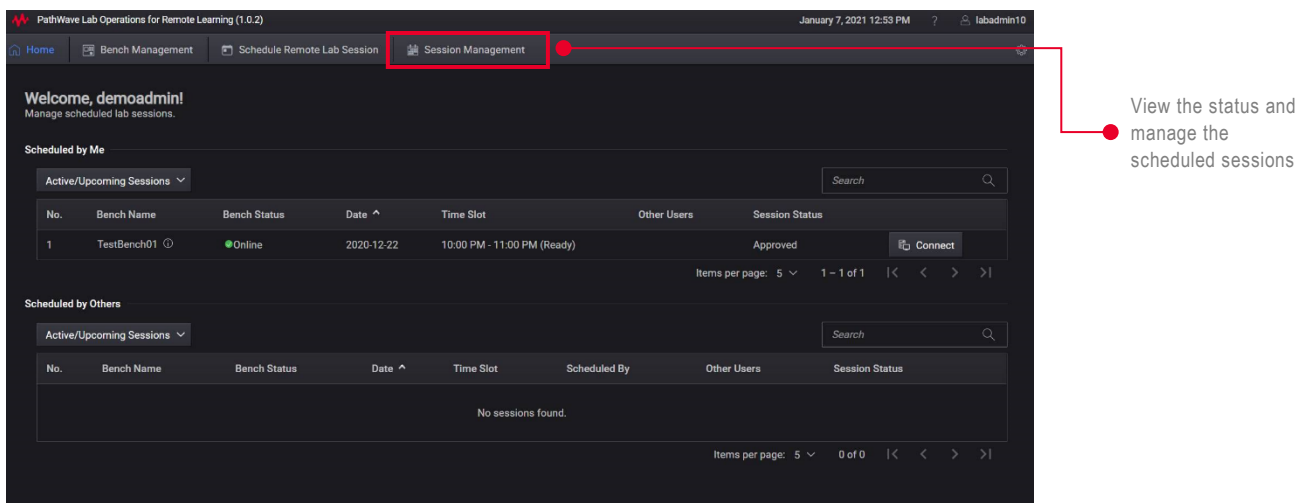 PathWave Lab Operations for Remote Learning (1.0.2) January 7, 2021 12:53 PM ? labadmin10
Home Bench Management Schedule Remote Lab Session Session Management
Welcome, demoadmin!
Manage scheduled lab sessions.
View the status and
manage the
scheduled sessions
Scheduled by Me
Active/Upcoming Sessions Search
No. Bench Name Bench Status Date Time Slot Other Users Session Status
1 TestBench01 Online 2020-12-22 10:00 PM - 11:00 PM (Ready) Approved Connect
Items per page: 5 1 – 1 of 1
Scheduled by Others
Active/Upcoming Sessions Search
No. Bench Name Bench Status Date Time Slot Scheduled By Other Users Session Status
No sessions found.
Items per page: 5 0 of 0